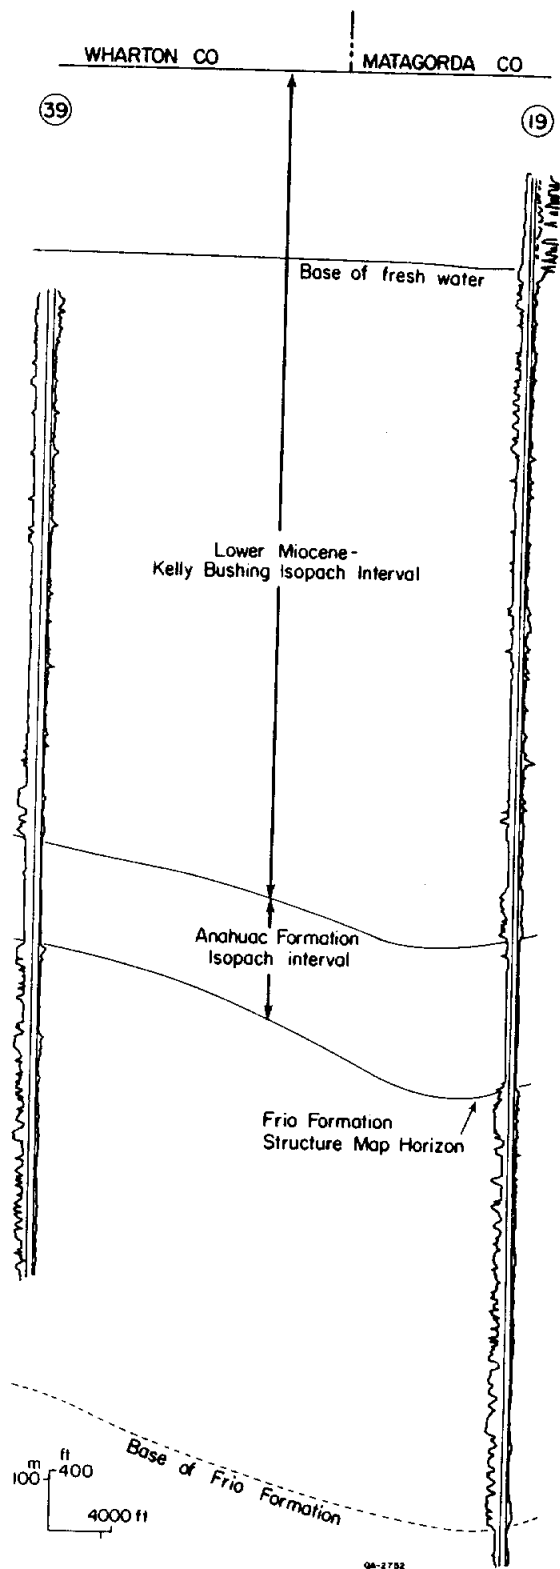 WHARTON CO
MATAGORDA CO
39
19
Base of fresh water
Lower Miocene-
Kelly Bushing Isopach Interval
Anahuac Formation
Isopach interval
Frio Formation
Structure Map Horizon
Base of Frio Formation
m ft
100 400
4000 ft
QA-2752